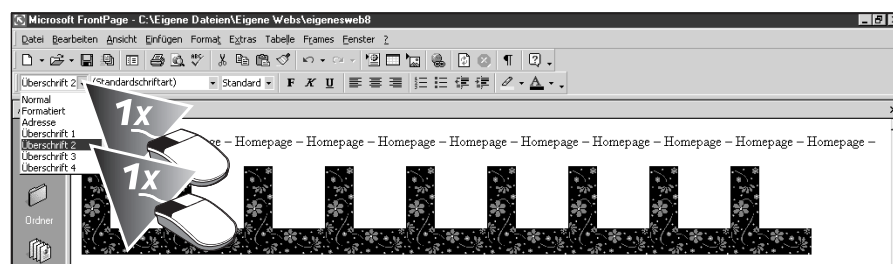 Microsoft FrontPage - C:\Eigene Dateien\Eigene Webs\eigenesweb8
Datei Bearbeiten Ansicht Einfügen Format Extras Tabelle Frames Fenster ?
Überschrift 2 (Standardschriftart) Standard F K U
Normal
Formatiert
Adresse
Überschrift 1
Überschrift 2
Überschrift 3
Überschrift 4
1x
1x
– Homepage – Homepage – Homepage – Homepage – Homepage – Homepage – Homepage – Homepage –
Ordner